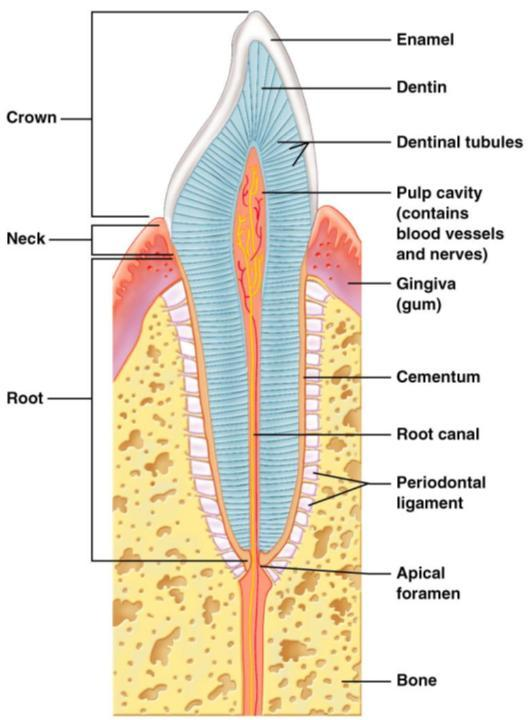 Crown
Neck
Root
Enamel
Dentin
Dentinal tubules
Pulp cavity
(contains
blood vessels
and nerves)
Gingiva
(gum)
Cementum
Root canal
Periodontal
ligament
Apical
foramen
Bone